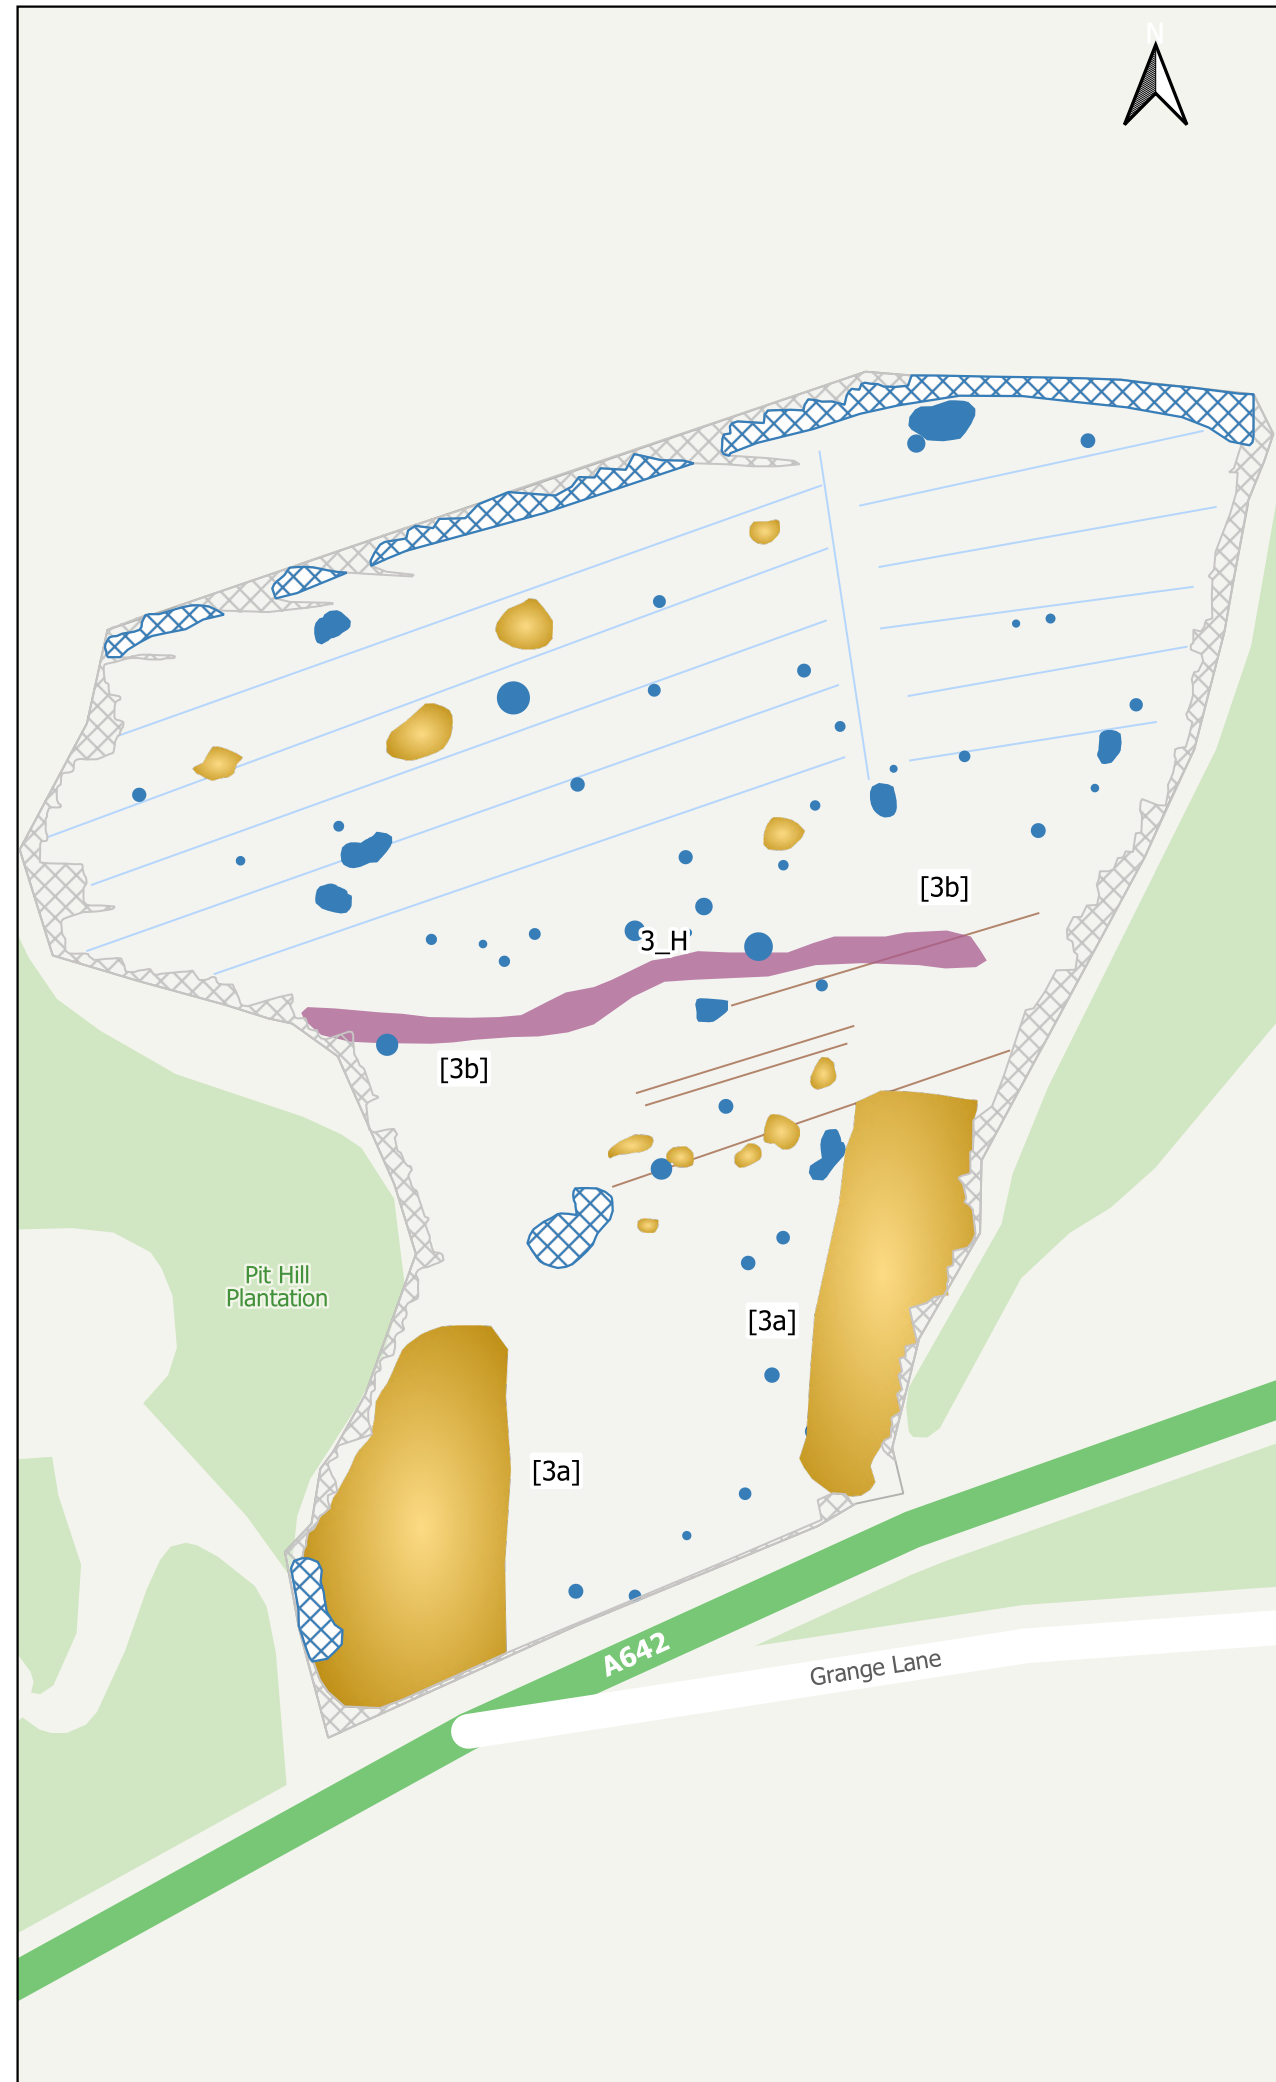 N
[3b]
3_H
[3b]
Pit Hill
Plantation
[3a]
[3a]
A642
Grange Lane